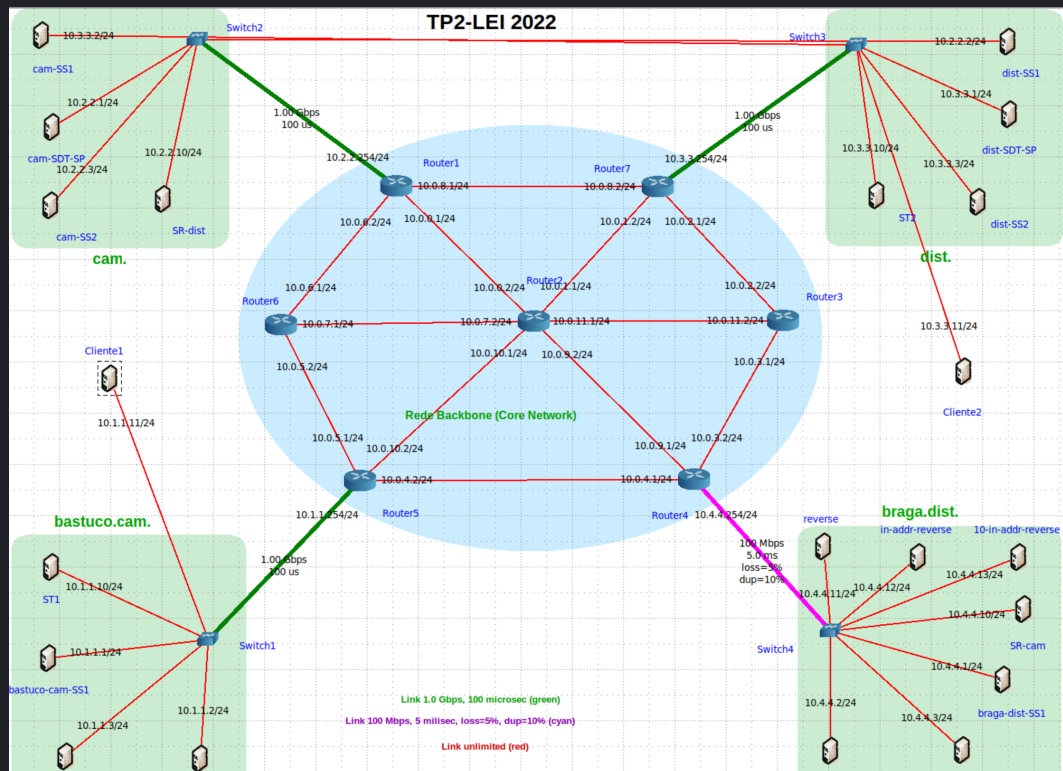 TP2-LEI 2022
Switch2
10.3.3.2/24
cam-SS1
10.2.2.1/24
cam-SDT-SP
10.2.2.3/24
10.2.2.10/24
cam-SS2
SR-dist
cam.
1.00 Gbps
100 us
10.2.2.254/24
Switch3
10.2.2.2/24
dist-SS1
10.3.3.1/24
dist-SDT-SP
10.3.3.10/24
10.3.3.3/24
ST2
dist-SS2
dist.
1.00 Gbps
100 us
10.3.3.254/24
Router1
10.0.8.1/24
Router7
10.0.8.2/24
10.0.6.2/24
10.0.0.1/24
10.0.1.2/24
10.0.2.1/24
10.0.6.1/24
10.0.0.2/24
Router2
10.0.1.1/24
10.0.2.2/24
Router6
Router3
10.0.7.1/24
10.0.7.2/24
10.0.11.1/24
10.0.11.2/24
10.3.3.11/24
Cliente1
10.0.5.2/24
10.0.10.1/24
10.0.9.2/24
10.0.3.1/24
Cliente2
10.1.1.11/24
Rede Backbone (Core Network)
10.0.5.1/24
10.0.10.2/24
10.0.9.1/24
10.0.3.2/24
10.0.4.2/24
10.0.4.1/24
Router5
Router4
10.1.1.254/24
10.4.4.254/24
bastuco.cam.
1.00 Gbps
100 us
10.1.1.10/24
ST1
10.1.1.1/24
Switch1
bastuco-cam-SS1
10.1.1.3/24
10.1.1.2/24
braga.dist.
reverse
in-addr-reverse
10-in-addr-reverse
100 Mbps
5.0 ms
loss=5%
dup=10%
10.4.4.11/24
10.4.4.12/24
10.4.4.13/24
10.4.4.10/24
SR-cam
Switch4
10.4.4.1/24
braga-dist-SS1
10.4.4.2/24
10.4.4.3/24
Link 1.0 Gbps, 100 microsec (green)
Link 100 Mbps, 5 milisec, loss=5%, dup=10% (cyan)
Link unlimited (red)